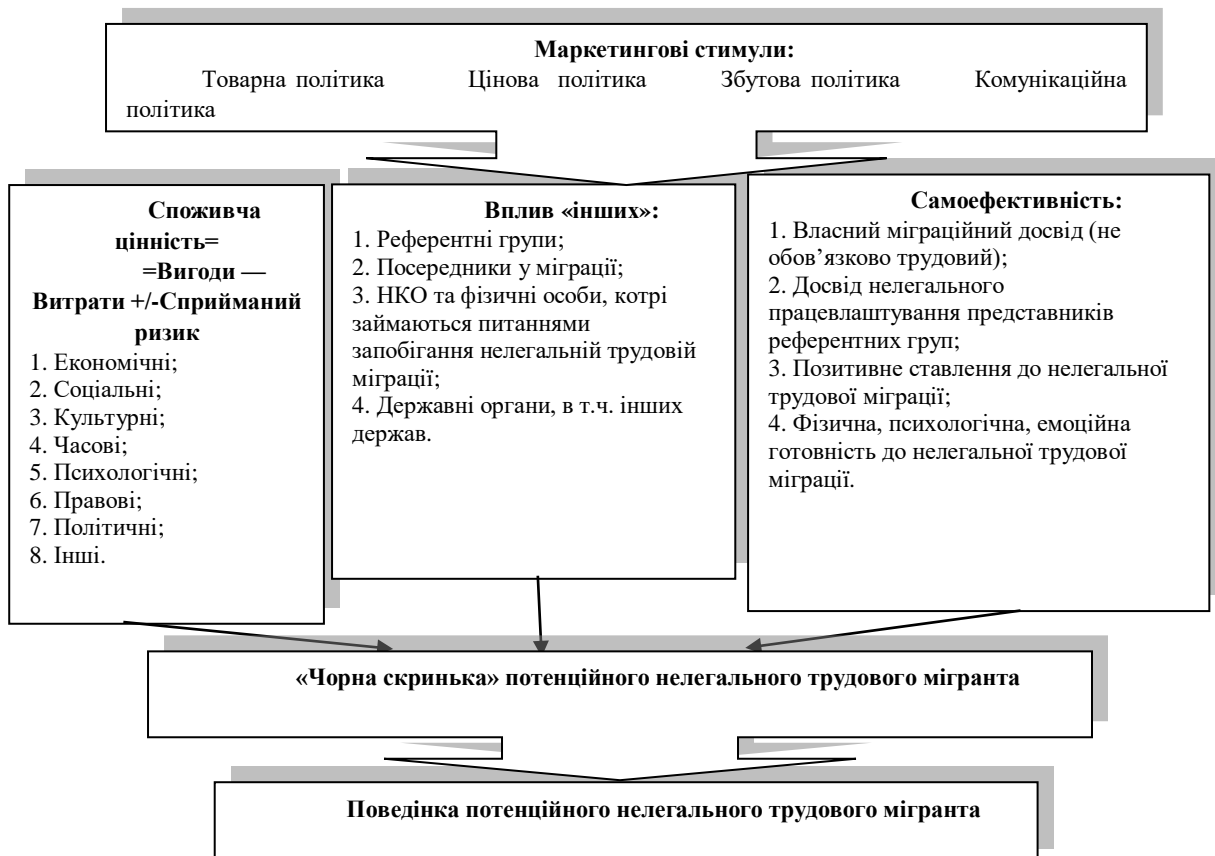 Маркетингові стимули:
Товарна політика Цінова політика Збутова політика Комунікаційна
політика
Споживча
цінність=
=Вигоди —
Витрати +/-Сприйманий
ризик
1. Економічні;
2. Соціальні;
3. Культурні;
4. Часові;
5. Психологічні;
6. Правові;
7. Політичні;
8. Інші.
Вплив «інших»:
1. Референтні групи;
2. Посередники у міграції;
3. НКО та фізичні особи, котрі
займаються питаннями
запобігання нелегальній трудовій
міграції;
4. Державні органи, в т.ч. інших
держав.
Самоефективність:
1. Власний міграційний досвід (не
обов’язково трудовий);
2. Досвід нелегального
працевлаштування представників
референтних груп;
3. Позитивне ставлення до нелегальної
трудової міграції;
4. Фізична, психологічна, емоційна
готовність до нелегальної трудової
міграції.
«Чорна скринька» потенційного нелегального трудового мігранта
Поведінка потенційного нелегального трудового мігранта